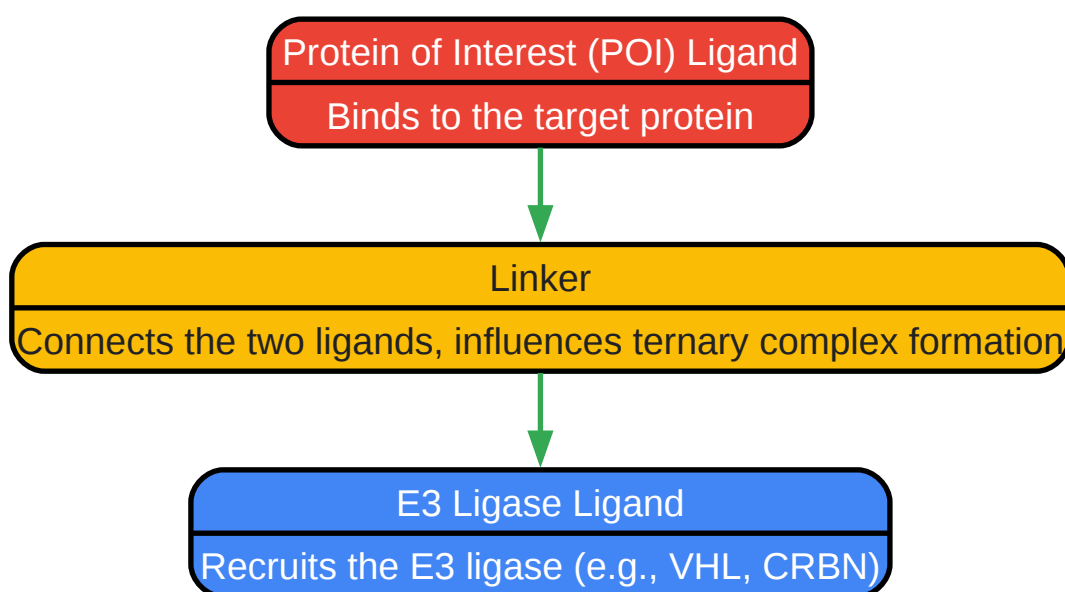 Protein of Interest (POI) Ligand
Binds to the target protein
Linker
Connects the two ligands, influences ternary complex formation
E3 Ligase Ligand
Recruits the E3 ligase (e.g., VHL, CRBN)